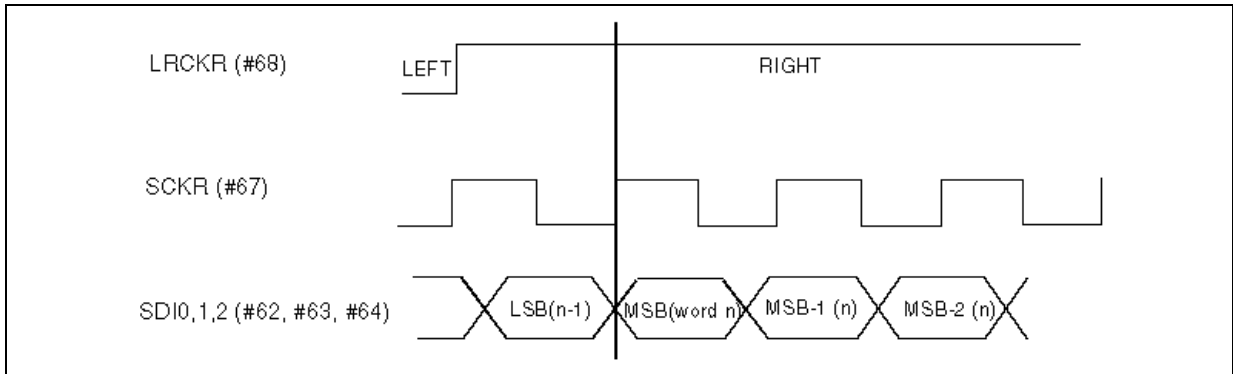 LRCKR (#68)
LEFT
RIGHT
SCKR (#67)
SDI0,1,2 (#62, #63, #64)
LSB(n-1)
MSB(word n)
MSB-1 (n)
MSB-2 (n)